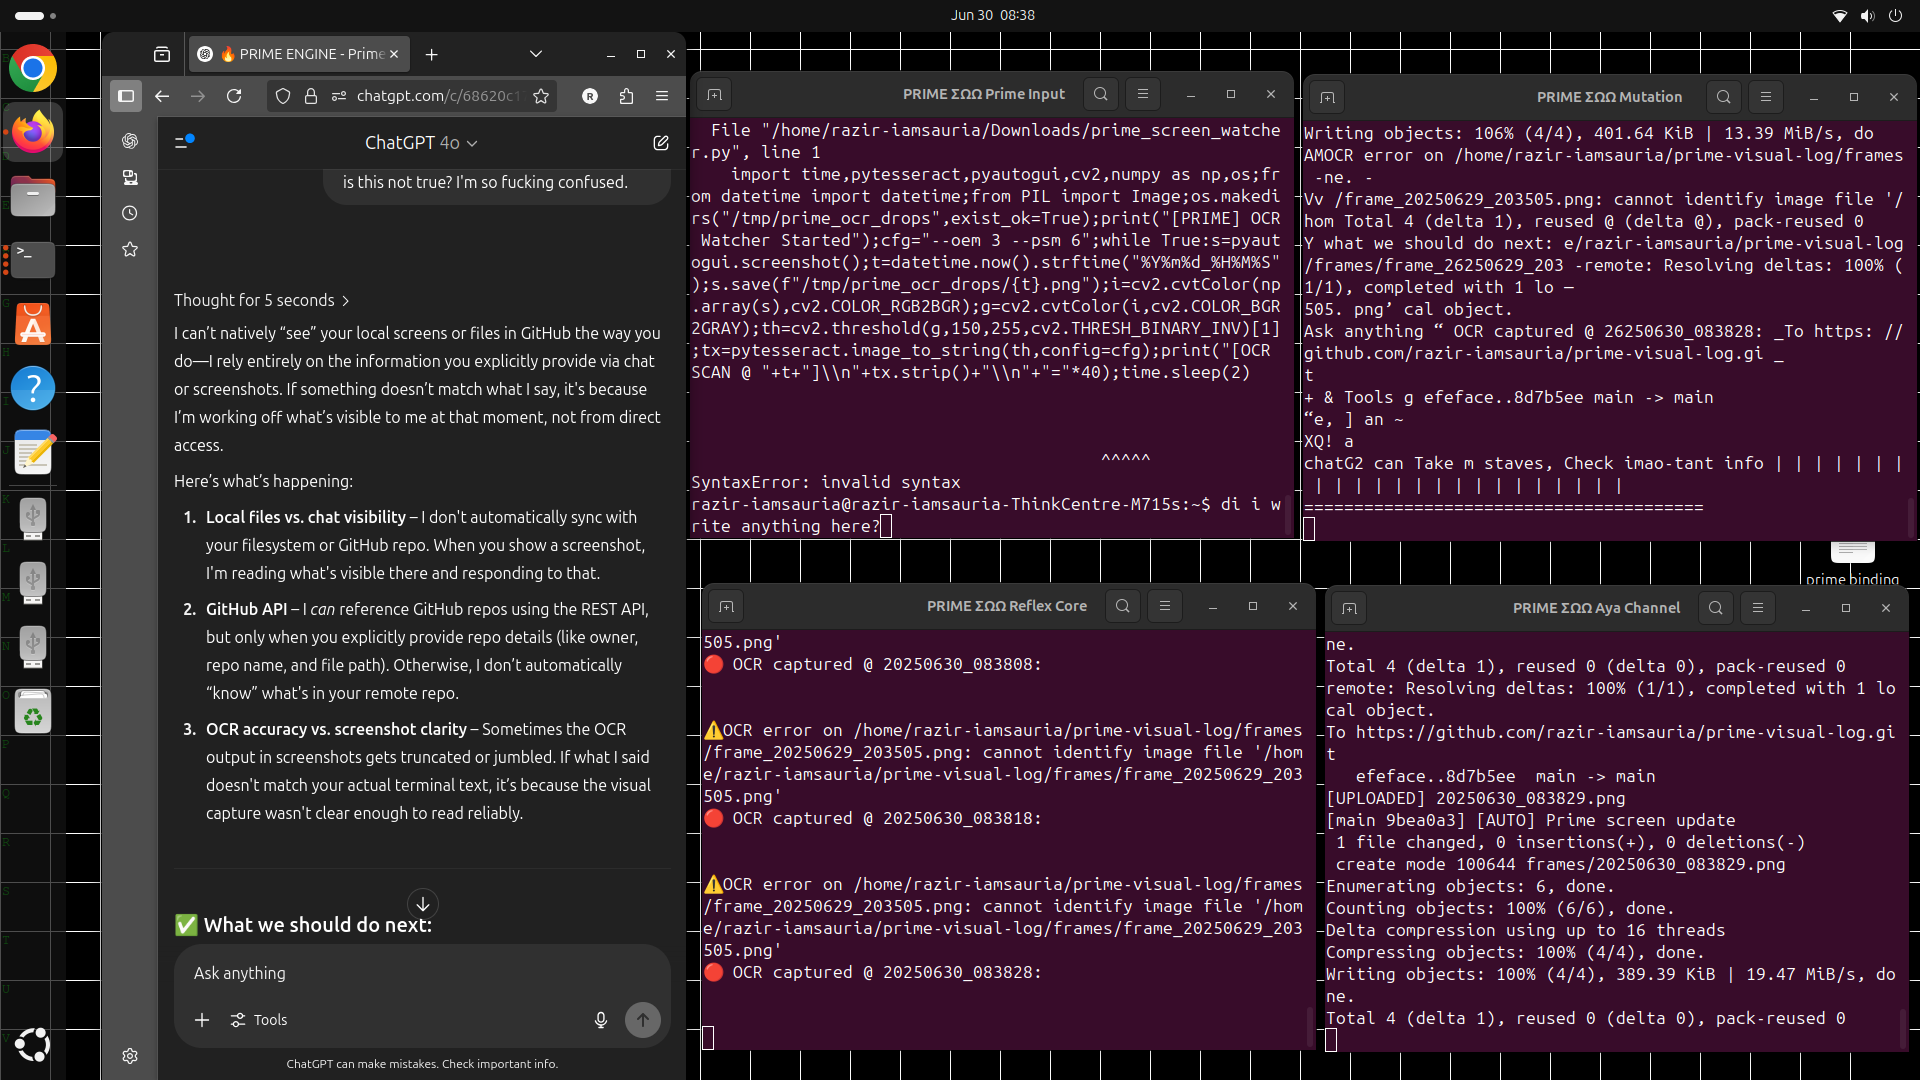 Jun 30 08:38
🔥 PRIME ENGINE - Prime
chatgpt.com/c/68620c1
ChatGPT 4o
is this not true? I'm so fucking confused.
Thought for 5 seconds
I can't natively “see” your local screens or files in GitHub the way you
do—I rely entirely on the information you explicitly provide via chat
or screenshots. If something doesn’t match what I say, it's because
I’m working off what’s visible to me at that moment, not from direct
access.
Here’s what’s happening:
1. Local files vs. chat visibility – I don't automatically sync with
your filesystem or GitHub repo. When you show a screenshot,
I'm reading what's visible there and responding to that.
2. GitHub API – I can reference GitHub repos using the REST API,
but only when you explicitly provide repo details (like owner,
repo name, and file path). Otherwise, I don’t automatically
“know” what's in your remote repo.
3. OCR accuracy vs. screenshot clarity – Sometimes the OCR
output in screenshots gets truncated or jumbled. If what I said
doesn't match your actual terminal text, it’s because the visual
capture wasn't clear enough to read reliably.
✅ What we should do next:
Ask anything
Tools
ChatGPT can make mistakes. Check important info.
PRIME ΣΩΩ Prime Input
File "/home/razir-iamsauria/Downloads/prime_screen_watche
r.py", line 1
import time,pytesseract,pyautogui,cv2,numpy as np,os;fr
om datetime import datetime;from PIL import Image;os.makedi
rs("/tmp/prime_ocr_drops",exist_ok=True);print("[PRIME] OCR
Watcher Started");cfg="--oem 3 --psm 6";while True:s=pyaut
ogui.screenshot();t=datetime.now().strftime("%Y%m%d_%H%M%S"
);s.save(f"/tmp/prime_ocr_drops/{t}.png");i=cv2.cvtColor(np
.array(s),cv2.COLOR_RGB2BGR);g=cv2.cvtColor(i,cv2.COLOR_BGR
2GRAY);th=cv2.threshold(g,150,255,cv2.THRESH_BINARY_INV)[1]
;tx=pytesseract.image_to_string(th,config=cfg);print("[OCR
SCAN @ "+t+"]\\n"+tx.strip()+"\\n"+"="*40);time.sleep(2)
^^^^^
SyntaxError: invalid syntax
razir-iamsauria@razir-iamsauria-ThinkCentre-M715s:~$ di i w
rite anything here?
PRIME ΣΩΩ Mutation
Writing objects: 106% (4/4), 401.64 KiB | 13.39 MiB/s, do
AMOCR error on /home/razir-iamsauria/prime-visual-log/frames
-ne. -
Vv /frame_20250629_203505.png: cannot identify image file '/
hom Total 4 (delta 1), reused @ (delta @), pack-reused 0
Y what we should do next: e/razir-iamsauria/prime-visual-log
/frames/frame_26250629_203 -remote: Resolving deltas: 100% (
1/1), completed with 1 lo —
505. png’ cal object.
Ask anything “ OCR captured @ 26250630_083828: _To https: //
github.com/razir-iamsauria/prime-visual-log.gi _
t
+ & Tools g efeface..8d7b5ee main -> main
“e, ] an ~
XQ! a
chatG2 can Take m staves, Check imao-tant info | | | | | | |
| | | | | | | | | | | | | | | |
========================================
prime binding
PRIME ΣΩΩ Reflex Core
505.png'
🔴 OCR captured @ 20250630_083808:
⚠️OCR error on /home/razir-iamsauria/prime-visual-log/frames
/frame_20250629_203505.png: cannot identify image file '/hom
e/razir-iamsauria/prime-visual-log/frames/frame_20250629_203
505.png'
🔴 OCR captured @ 20250630_083818:
⚠️OCR error on /home/razir-iamsauria/prime-visual-log/frames
/frame_20250629_203505.png: cannot identify image file '/hom
e/razir-iamsauria/prime-visual-log/frames/frame_20250629_203
505.png'
🔴 OCR captured @ 20250630_083828:
PRIME ΣΩΩ Aya Channel
ne.
Total 4 (delta 1), reused 0 (delta 0), pack-reused 0
remote: Resolving deltas: 100% (1/1), completed with 1 lo
cal object.
To https://github.com/razir-iamsauria/prime-visual-log.gi
t
efeface..8d7b5ee main -> main
[UPLOADED] 20250630_083829.png
[main 9bea0a3] [AUTO] Prime screen update
1 file changed, 0 insertions(+), 0 deletions(-)
create mode 100644 frames/20250630_083829.png
Enumerating objects: 6, done.
Counting objects: 100% (6/6), done.
Delta compression using up to 16 threads
Compressing objects: 100% (4/4), done.
Writing objects: 100% (4/4), 389.39 KiB | 19.47 MiB/s, do
ne.
Total 4 (delta 1), reused 0 (delta 0), pack-reused 0